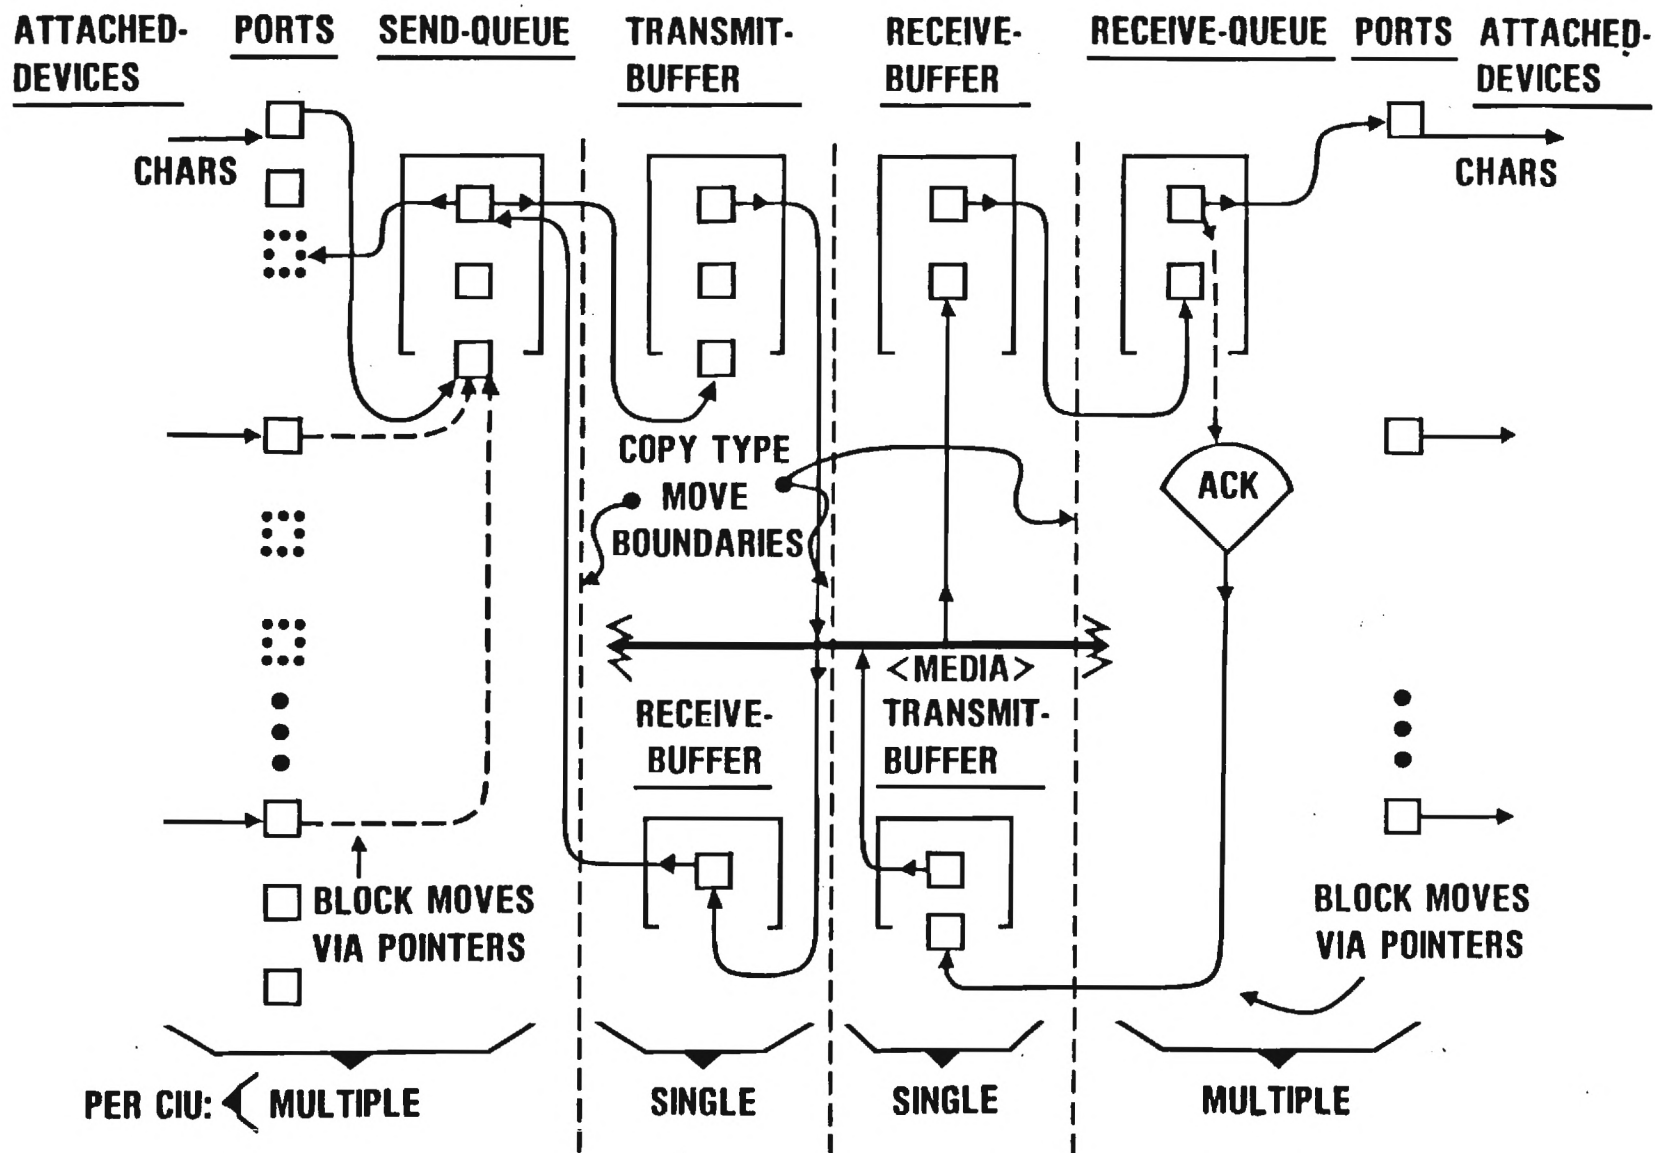 ATTACHED-
DEVICES
PORTS
SEND-QUEUE
TRANSMIT-
BUFFER
RECEIVE-
BUFFER
RECEIVE-QUEUE
PORTS
ATTACHED-
DEVICES
CHARS
CHARS
COPY TYPE
MOVE
BOUNDARIES
ACK
<MEDIA>
RECEIVE-
BUFFER
TRANSMIT-
BUFFER
BLOCK MOVES
VIA POINTERS
BLOCK MOVES
VIA POINTERS
PER CIU:
MULTIPLE
SINGLE
SINGLE
MULTIPLE